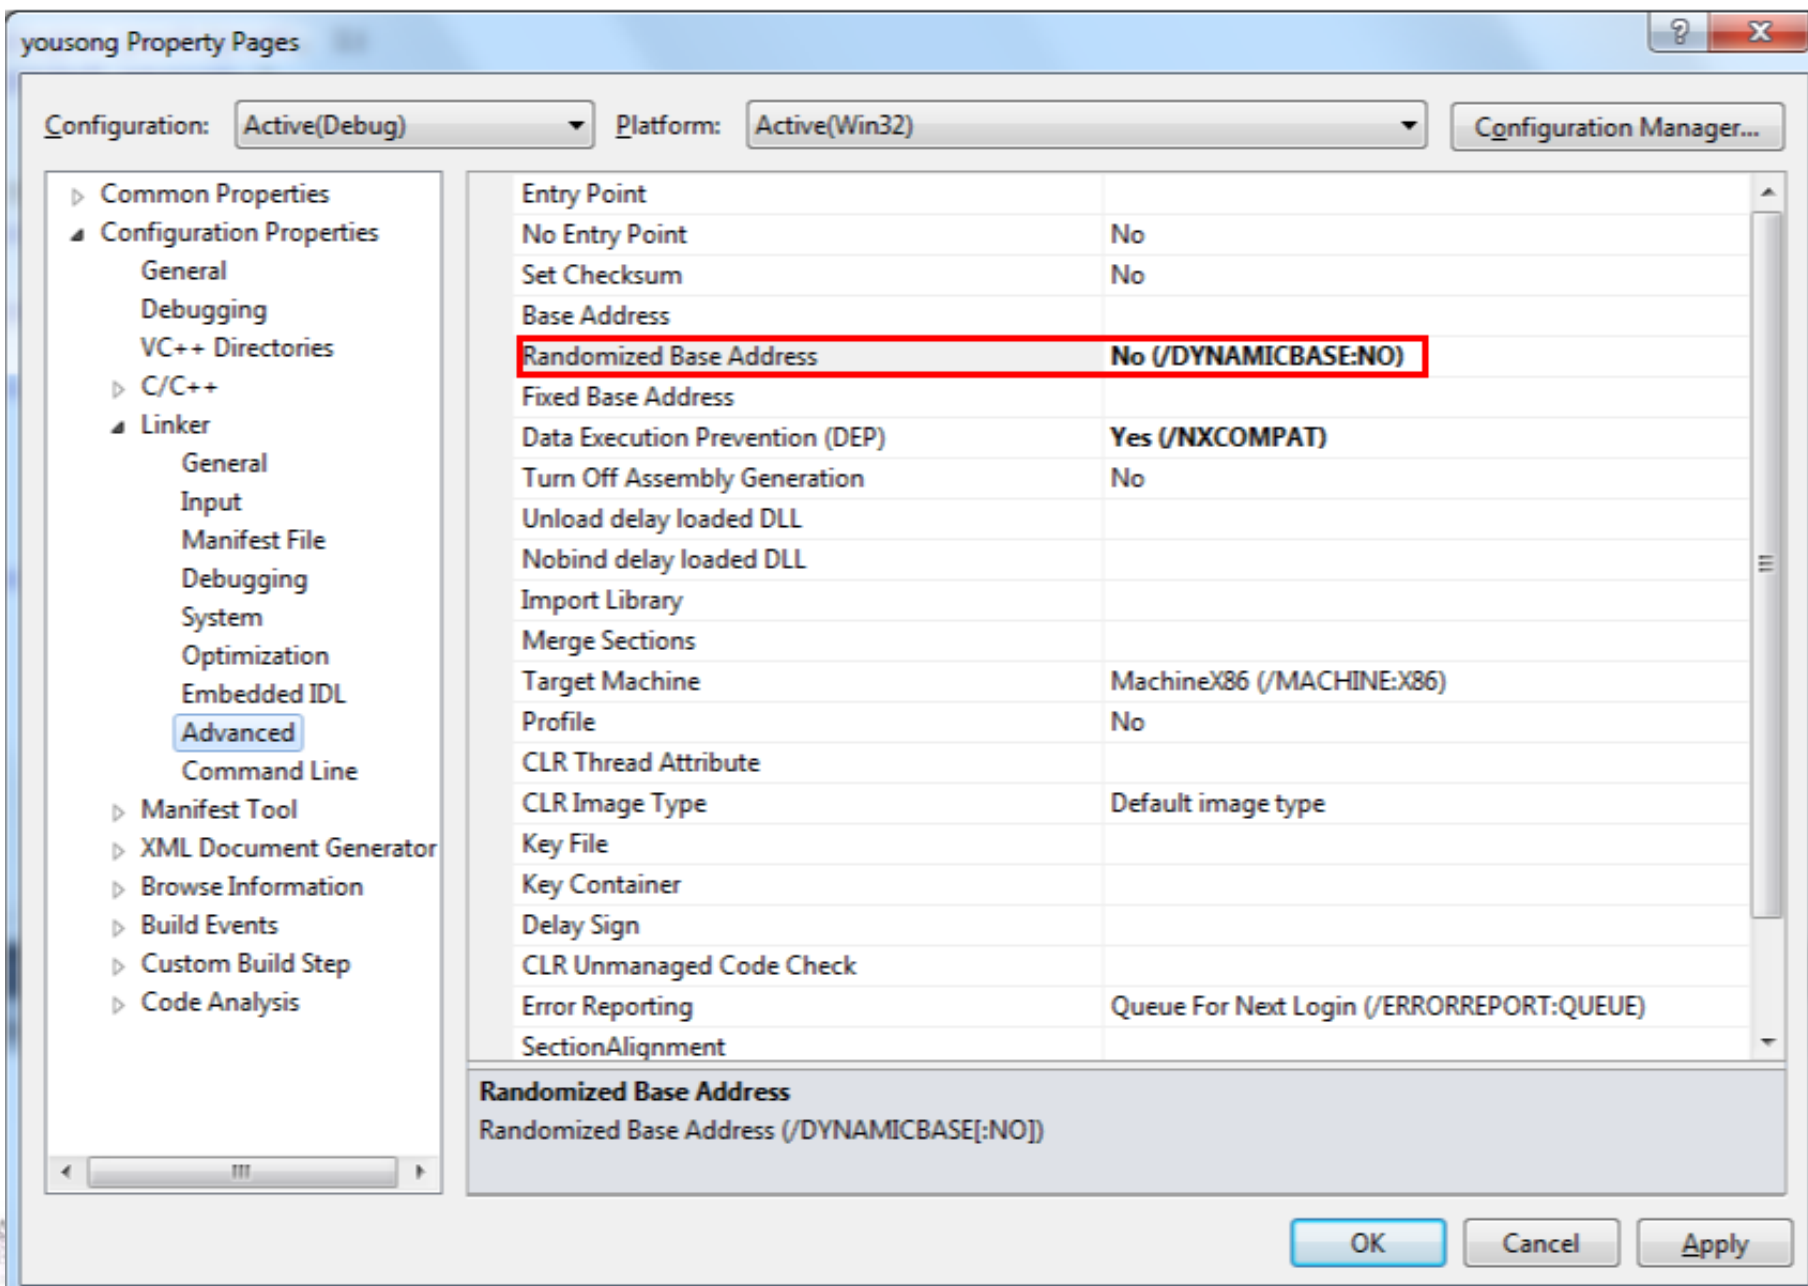 yousong Property Pages
Configuration: Active(Debug) Platform: Active(Win32) Configuration Manager...
Common Properties
Configuration Properties
General
Debugging
VC++ Directories
C/C++
Linker
General
Input
Manifest File
Debugging
System
Optimization
Embedded IDL
Advanced
Command Line
Manifest Tool
XML Document Generator
Browse Information
Build Events
Custom Build Step
Code Analysis
Entry Point
No Entry Point No
Set Checksum No
Base Address
Randomized Base Address No (/DYNAMICBASE:NO)
Fixed Base Address
Data Execution Prevention (DEP) Yes (/NXCOMPAT)
Turn Off Assembly Generation No
Unload delay loaded DLL
Nobind delay loaded DLL
Import Library
Merge Sections
Target Machine MachineX86 (/MACHINE:X86)
Profile No
CLR Thread Attribute
CLR Image Type Default image type
Key File
Key Container
Delay Sign
CLR Unmanaged Code Check
Error Reporting Queue For Next Login (/ERRORREPORT:QUEUE)
SectionAlignment
Randomized Base Address
Randomized Base Address (/DYNAMICBASE[:NO])
OK Cancel Apply